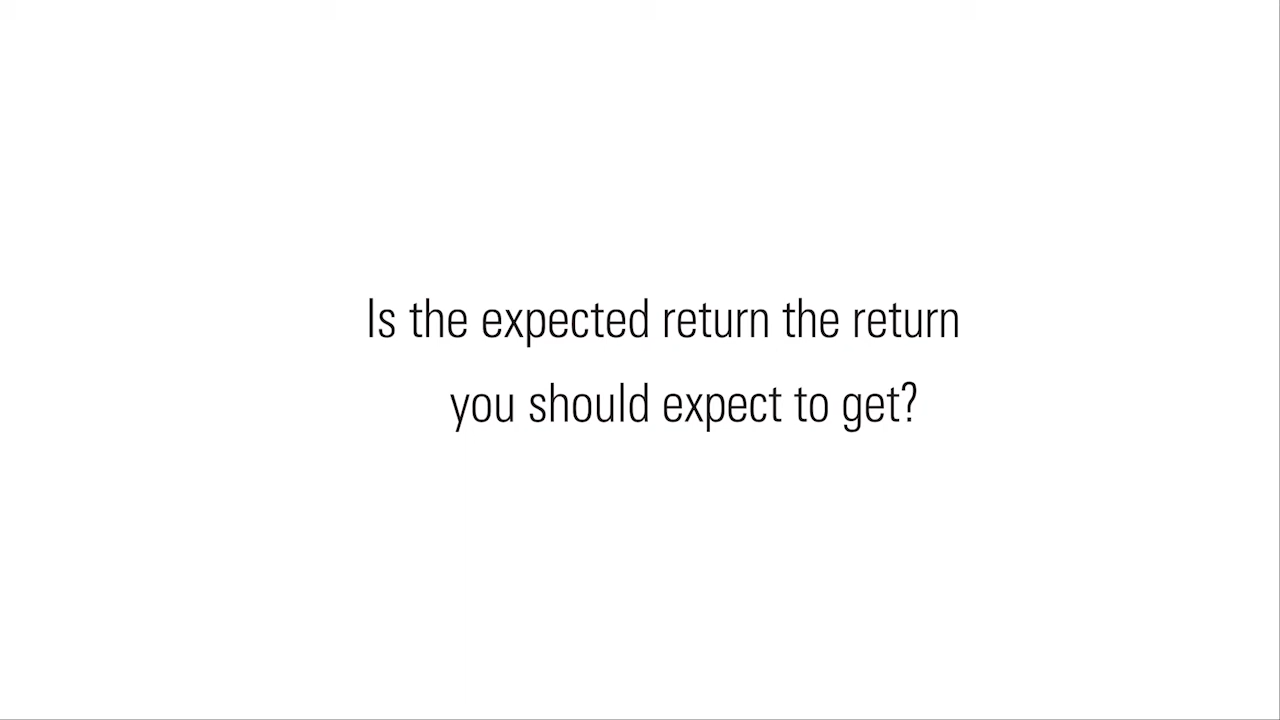 Is the expected return the return
you should expect to get?